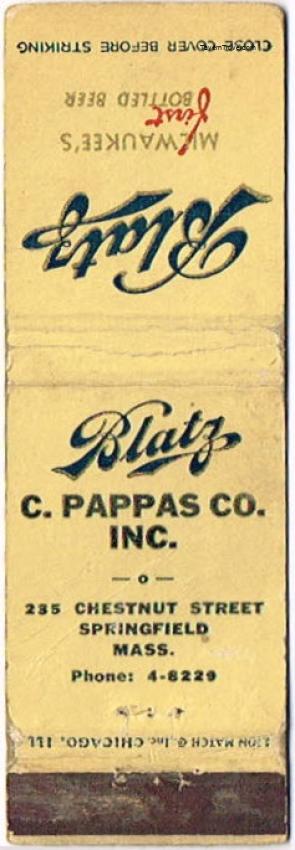 CLOSE COVER BEFORE STRIKING
BOTTLED BEER
first
MILWAUKEE'S
Blatz
Blatz
C. PAPPAS CO.
INC.
— o —
235 CHESTNUT STREET
SPRINGFIELD
MASS.
Phone: 4-8229
LION MATCH Co., Inc. CHICAGO, ILL